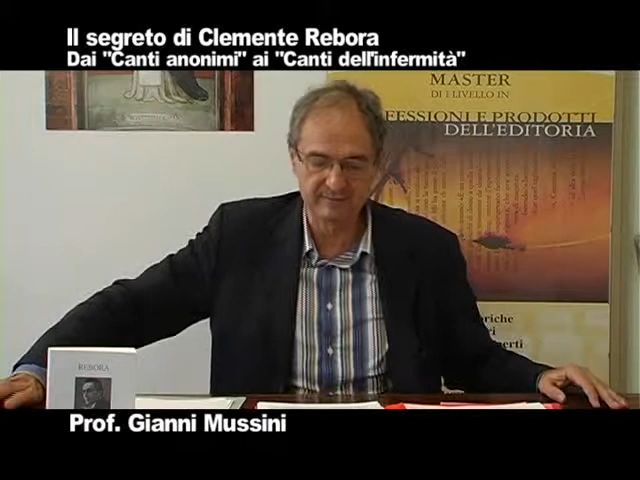 Il segreto di Clemente Rebora
Dai "Canti anonimi" ai "Canti dell'infermità"
MASTER
DI I LIVELLO IN
FESSIONI E PRODOTTI
DELL'EDITORIA
REBORA
Prof. Gianni Mussini